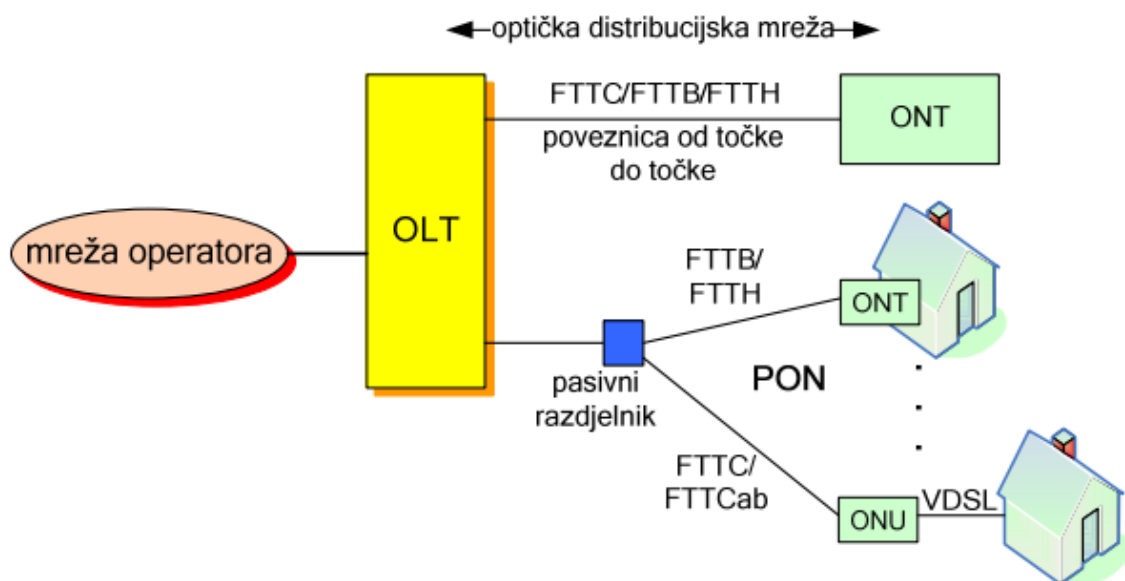 optička distribucijska mreža
FTTC/FTTB/FTTH
poveznica od točke
do točke
ONT
OLT
mreža operatora
FTTB/
FTTH
ONT
pasivni
razdjelnik
PON
FTTC/
FTTCab
ONU
VDSL